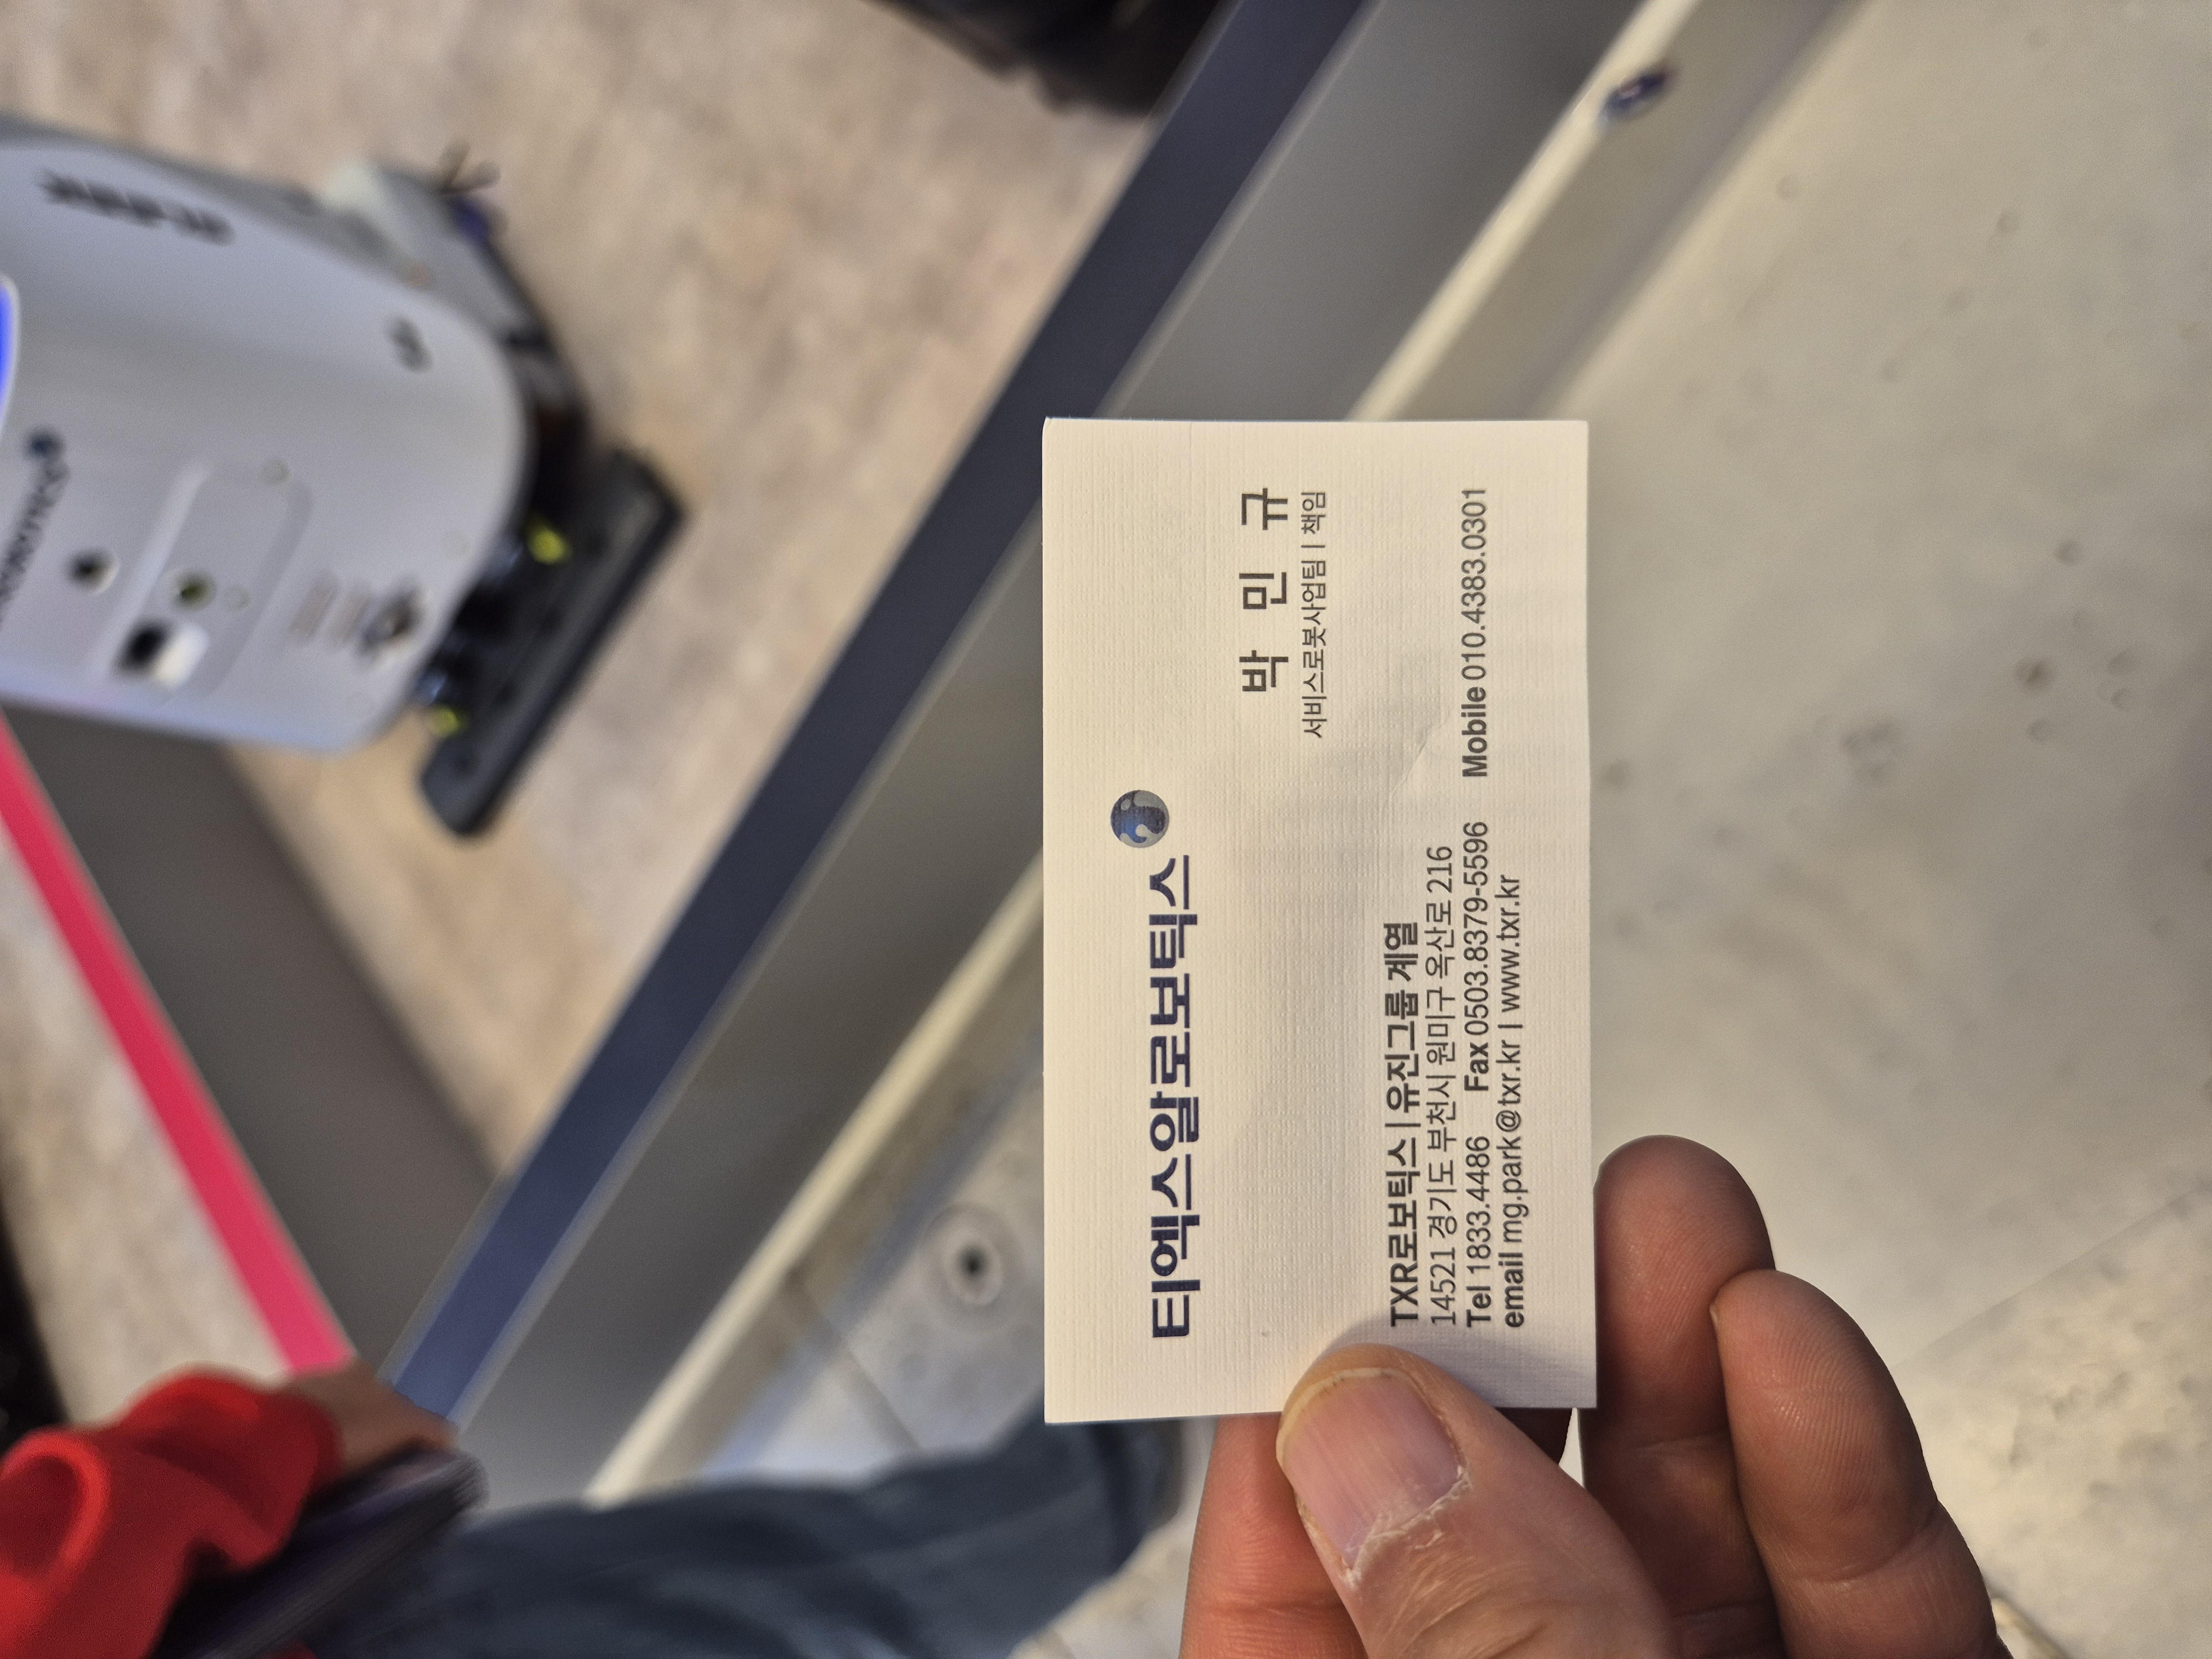 티엑스알로보틱스
박 민 규
서비스로봇사업팀 | 책임
TXR로보틱스 | 유진그룹 계열
14521 경기도 부천시 원미구 옥산로 216
Tel 1833.4486 Fax 0503.8379-5596 Mobile 010.4383.0301
email mg.park@txr.kr | www.txr.kr